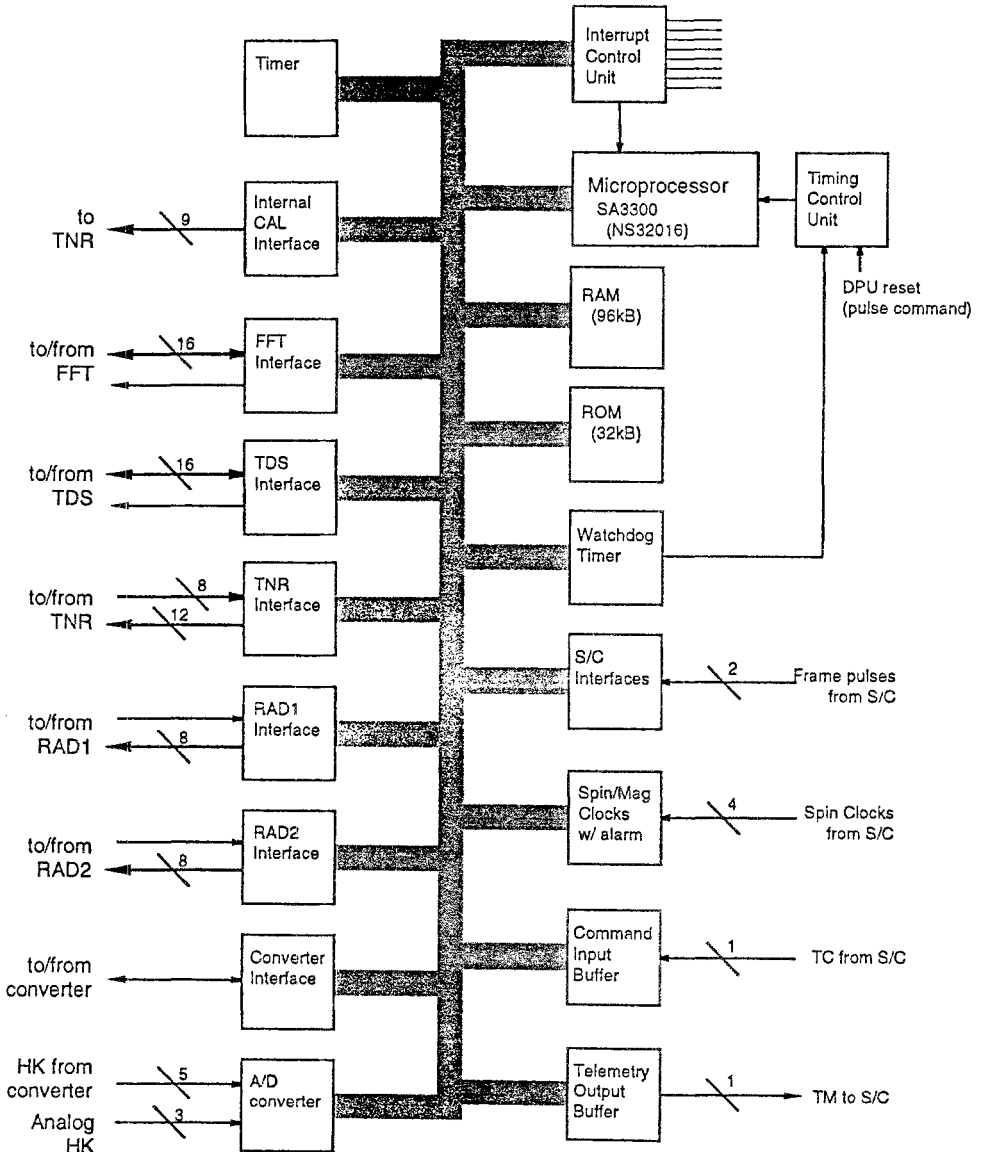 Timer
Interrupt
Control
Unit
Microprocessor
SA3300
(NS32016)
Timing
Control
Unit
DPU reset
(pulse command)
to
TNR
9
Internal
CAL
Interface
RAM
(96kB)
to/from
FFT
16
FFT
Interface
ROM
(32kB)
to/from
TDS
16
TDS
Interface
Watchdog
Timer
to/from
TNR
8
12
TNR
Interface
S/C
Interfaces
2
Frame pulses
from S/C
to/from
RAD1
8
RAD1
Interface
Spin/Mag
Clocks
w/ alarm
4
Spin Clocks
from S/C
to/from
RAD2
8
RAD2
Interface
Command
Input
Buffer
1
TC from S/C
to/from
converter
Converter
Interface
HK from
converter
5
Analog
HK
3
A/D
converter
Telemetry
Output
Buffer
1
TM to S/C